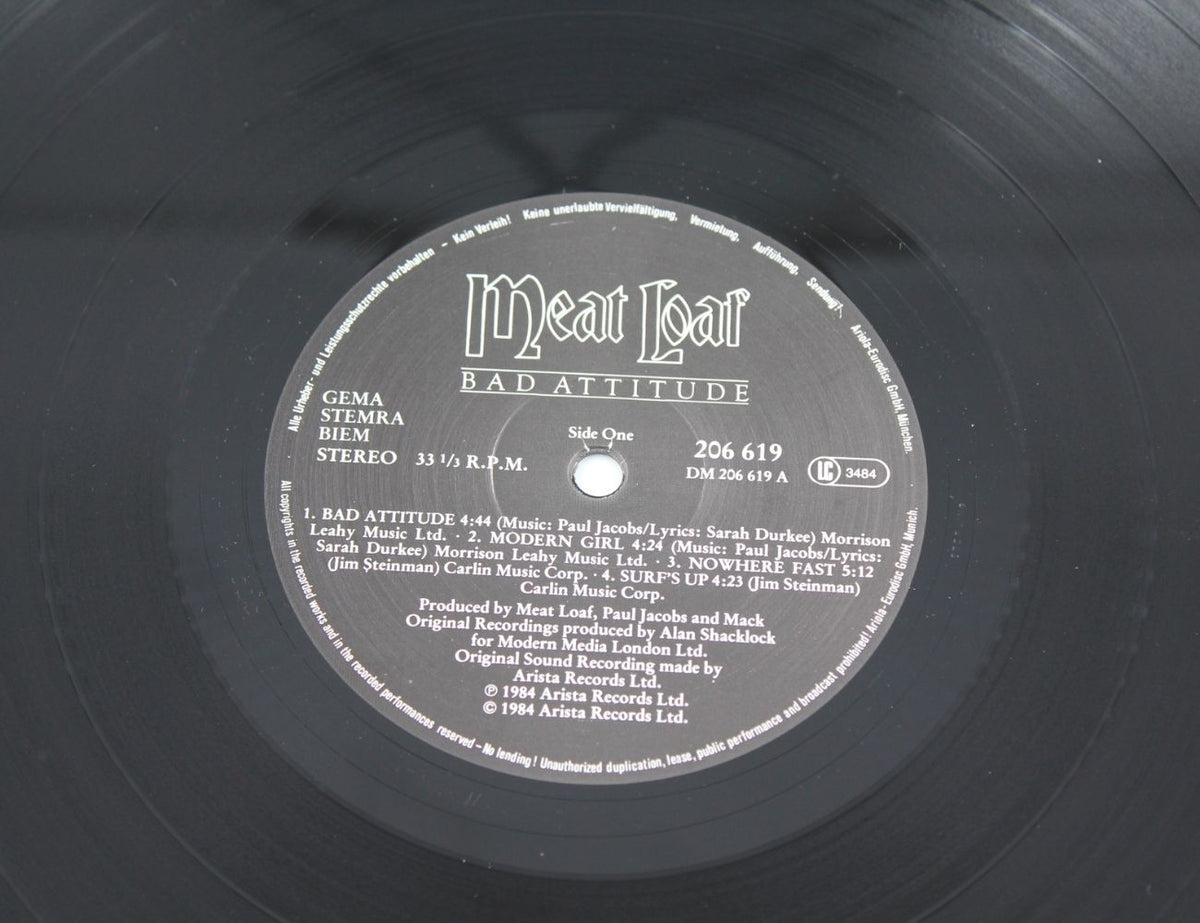 Alle Urheber- und Leistungsschutzrechte vorbehalten - Kein Verleih! Keine unerlaubte Vervielfältigung, Vermietung, Aufführung, Sendung!
Ariola-Eurodisc GmbH, München.
Meat Loaf
BAD ATTITUDE
GEMA
STEMRA
BIEM
STEREO 33 1/3 R.P.M.
Side One
206 619
DM 206 619 A
LC 3484
1. BAD ATTITUDE 4:44 (Music: Paul Jacobs/Lyrics: Sarah Durkee) Morrison
Leahy Music Ltd. · 2. MODERN GIRL 4:24 (Music: Paul Jacobs/Lyrics:
Sarah Durkee) Morrison Leahy Music Ltd. · 3. NOWHERE FAST 5:12
(Jim Steinman) Carlin Music Corp. · 4. SURF'S UP 4:23 (Jim Steinman)
Carlin Music Corp.
Produced by Meat Loaf, Paul Jacobs and Mack
Original Recordings produced by Alan Shacklock
for Modern Media London Ltd.
Original Sound Recording made by
Arista Records Ltd.
℗ 1984 Arista Records Ltd.
© 1984 Arista Records Ltd.
All copyrights in the recorded works and in the recorded performances reserved - No lending! Unauthorized duplication, lease, public performance and broadcast prohibited! Ariola-Eurodisc GmbH, Munich.